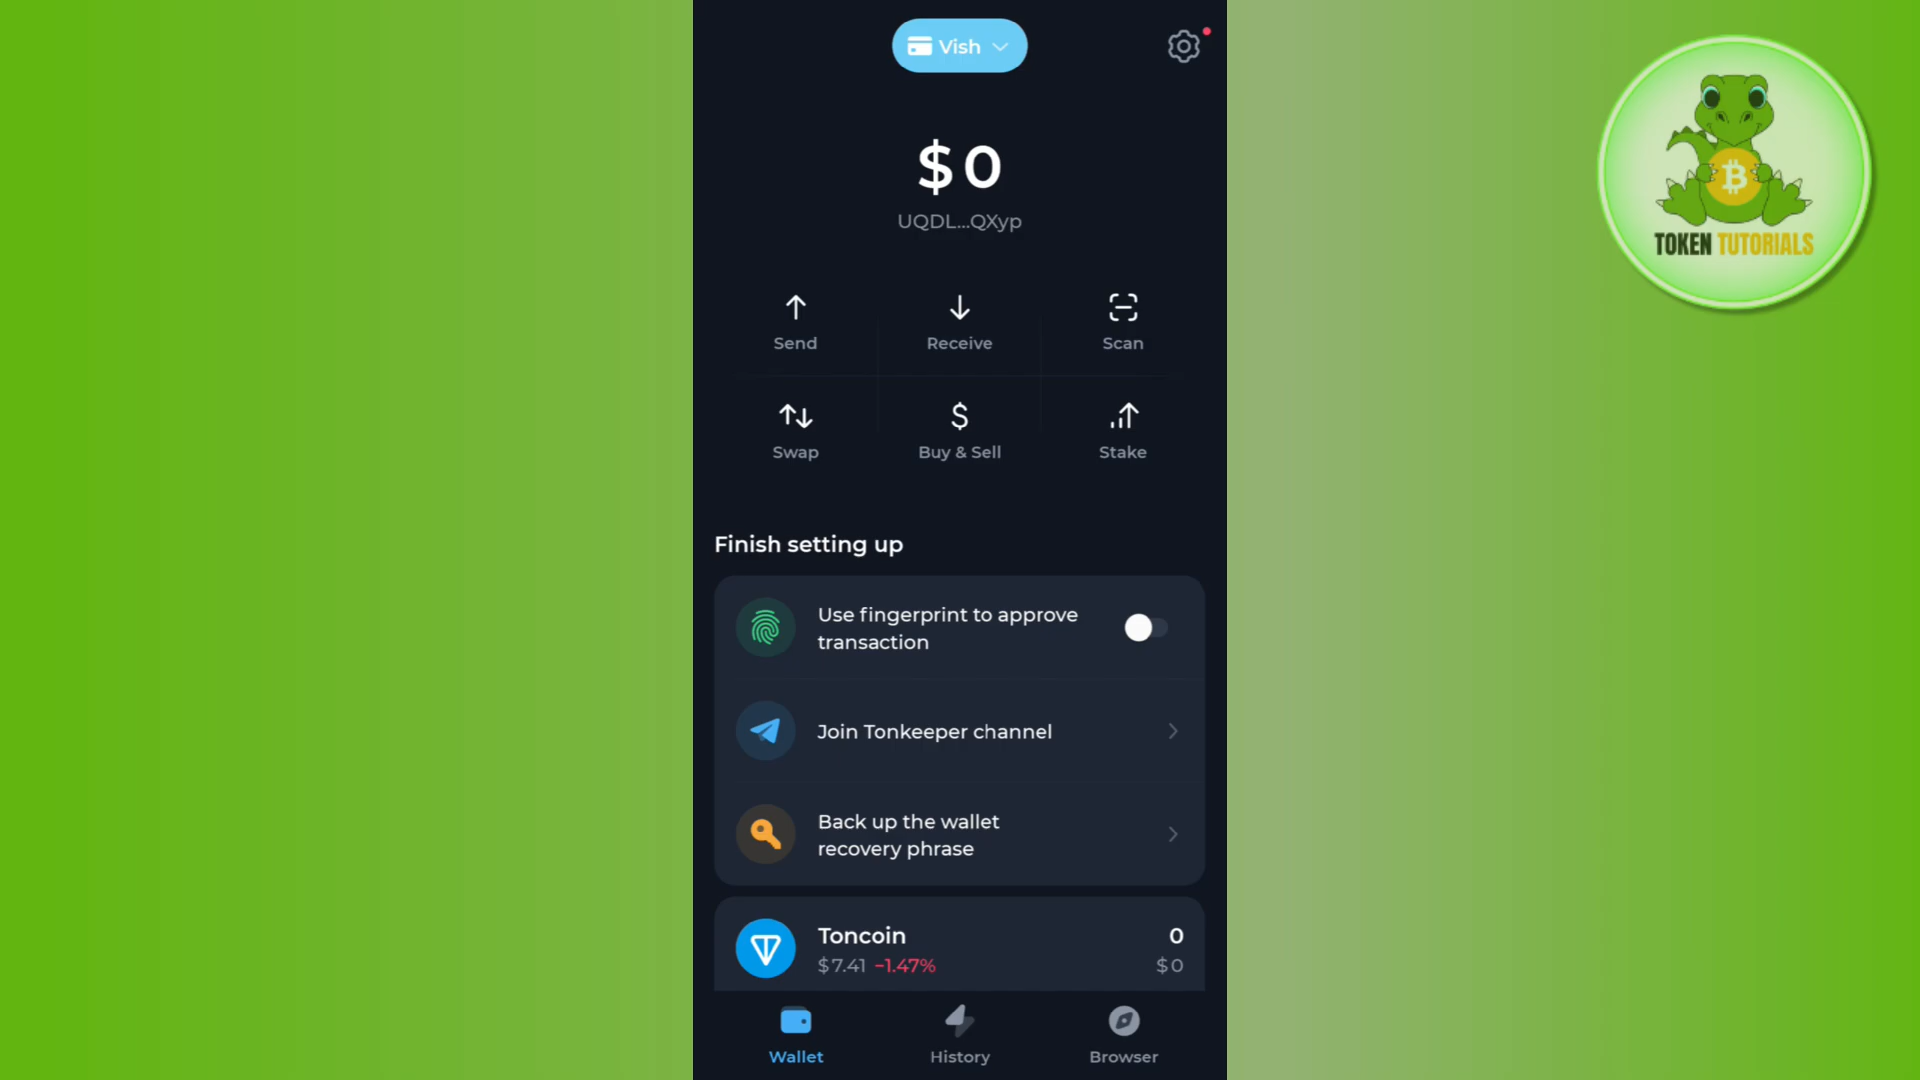 Vish
$0
UQDL...QXyp
Send
Receive
Scan
Swap
Buy & Sell
Stake
Finish setting up
Use fingerprint to approve
transaction
Join Tonkeeper channel
Back up the wallet
recovery phrase
Toncoin
0
$7.41 −1.47%
$0
Wallet
History
Browser
TOKEN TUTORIALS